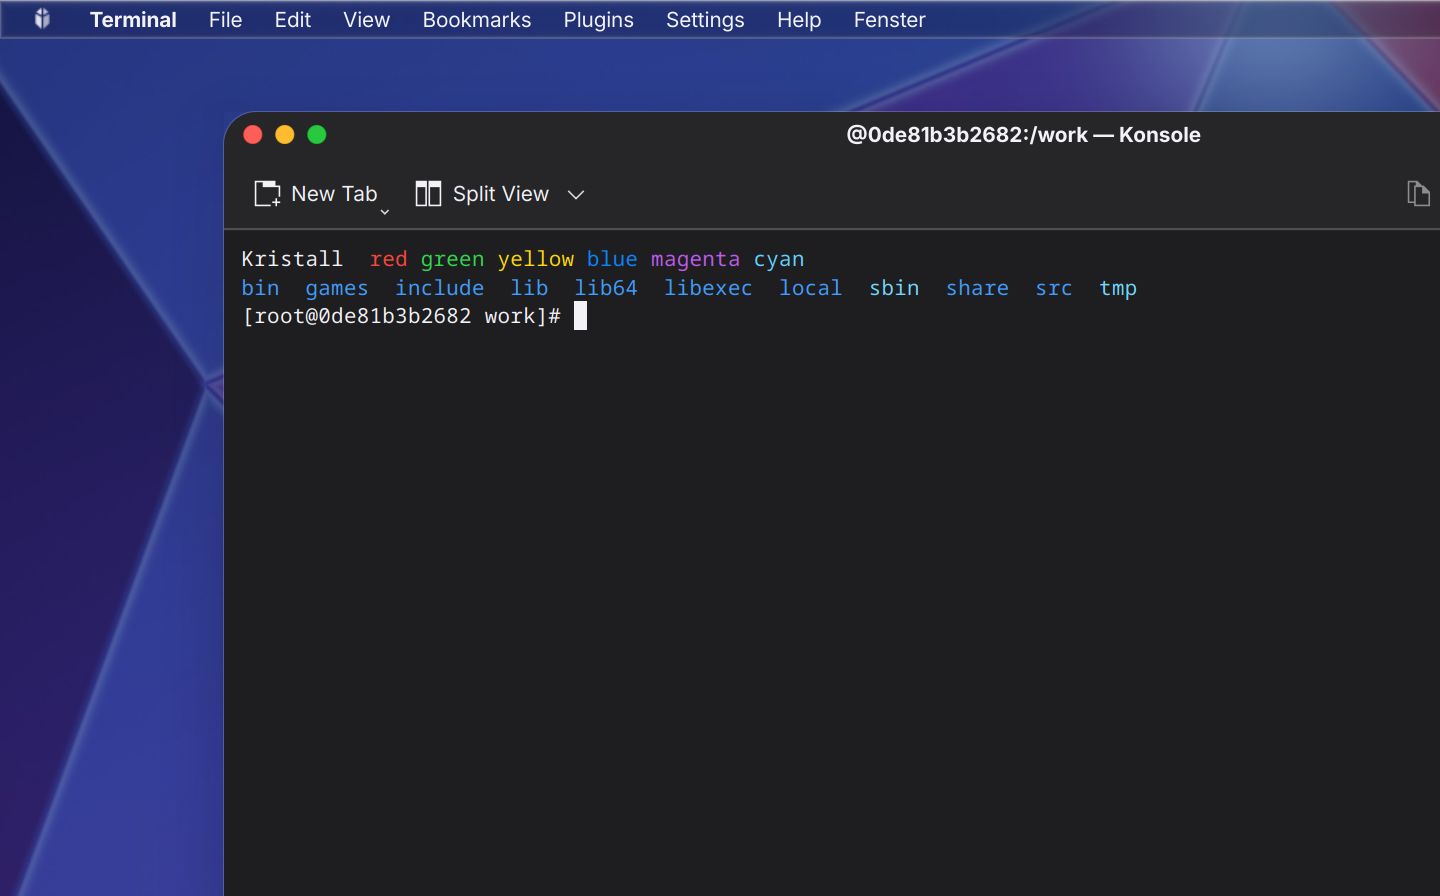 Terminal File Edit View Bookmarks Plugins Settings Help Fenster
@0de81b3b2682:/work — Konsole
New Tab Split View
Kristall  red green yellow blue magenta cyan
bin  games  include  lib  lib64  libexec  local  sbin  share  src  tmp
[root@0de81b3b2682 work]#